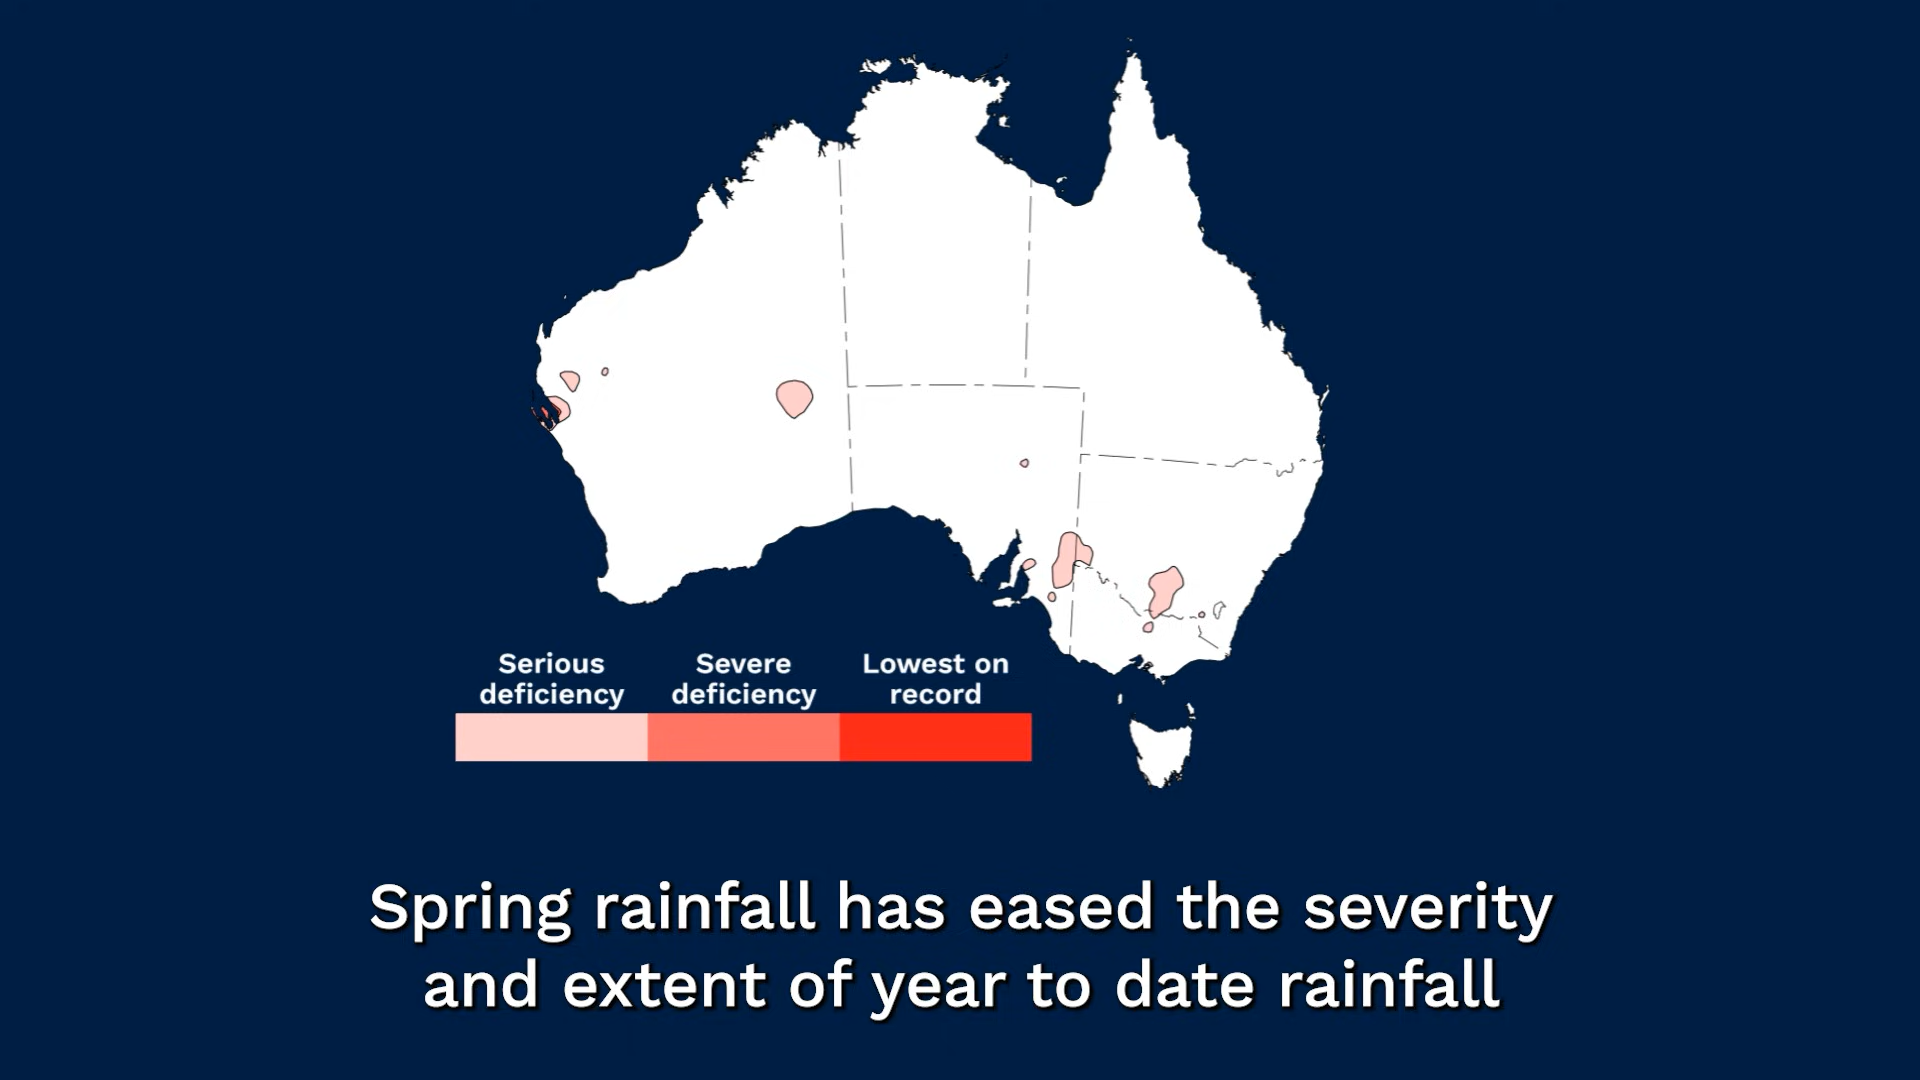 Serious
deficiency
Severe
deficiency
Lowest on
record
Spring rainfall has eased the severity
and extent of year to date rainfall